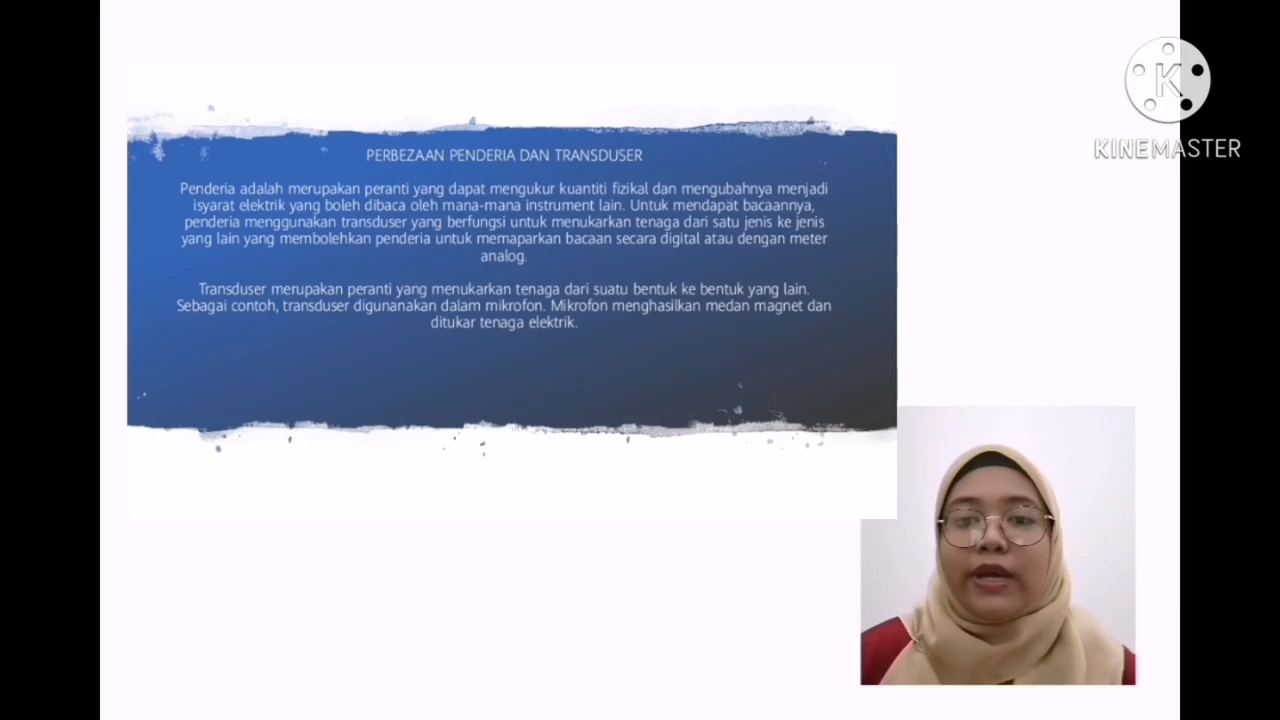 PERBEZAAN PENDERIA DAN TRANSDUSER
Penderia adalah merupakan peranti yang dapat mengukur kuantiti fizikal dan mengubahnya menjadi
isyarat elektrik yang boleh dibaca oleh mana-mana instrument lain. Untuk mendapat bacaannya,
penderia menggunakan transduser yang berfungsi untuk menukarkan tenaga dari satu jenis ke jenis
yang lain yang membolehkan penderia untuk memaparkan bacaan secara digital atau dengan meter
analog.
Transduser merupakan peranti yang menukarkan tenaga dari suatu bentuk ke bentuk yang lain.
Sebagai contoh, transduser digunanakan dalam mikrofon. Mikrofon menghasilkan medan magnet dan
ditukar tenaga elektrik.
K
KINEMASTER